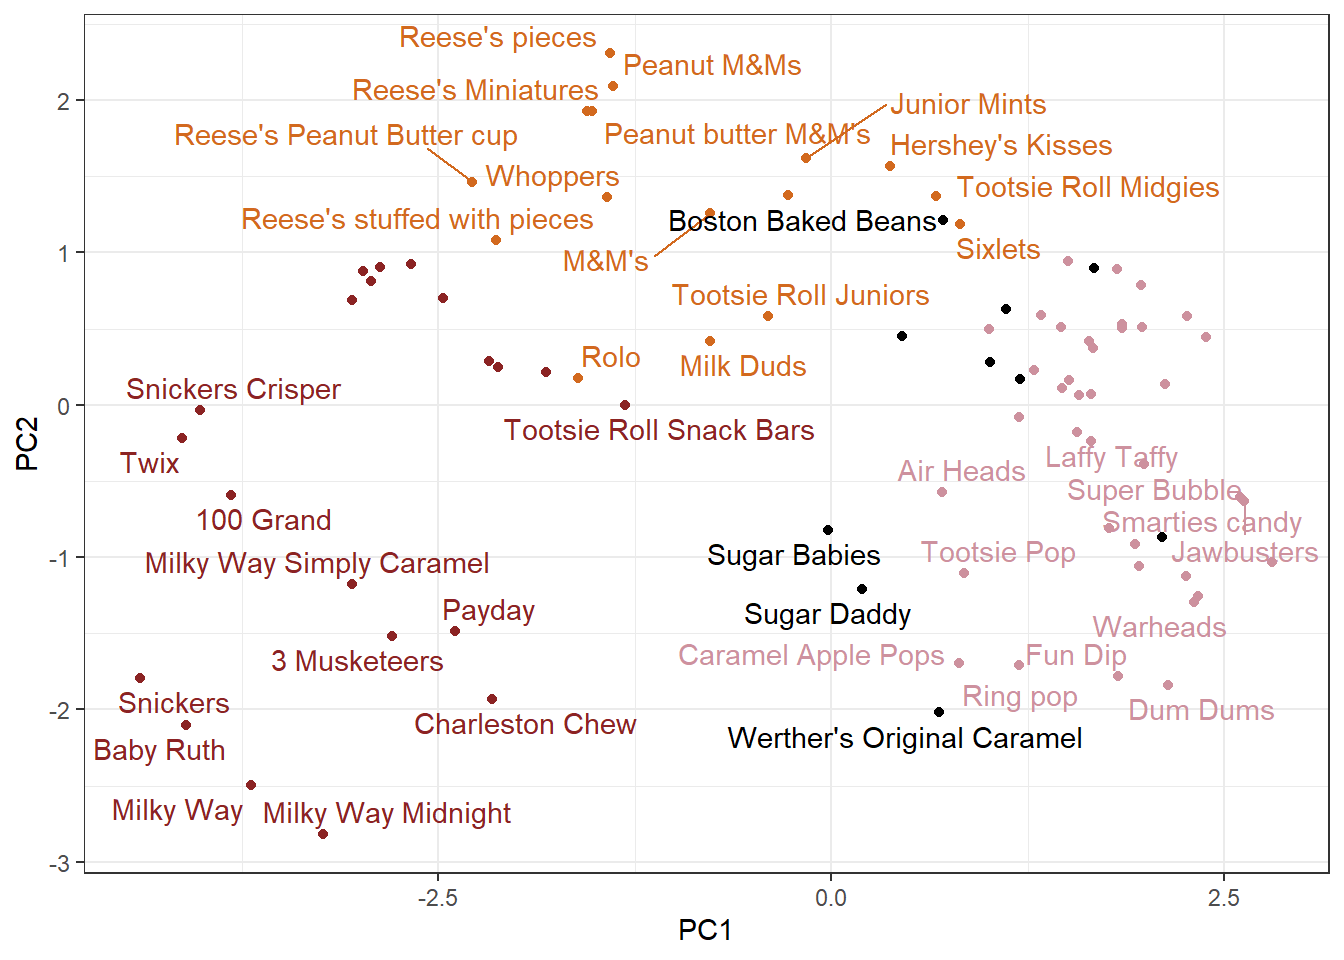 Reese's pieces
Peanut M&Ms
Reese's Miniatures
Junior Mints
Reese's Peanut Butter cup
Peanut butter M&M's
Hershey's Kisses
Whoppers
Tootsie Roll Midgies
Reese's stuffed with pieces
Boston Baked Beans
Sixlets
M&M's
Tootsie Roll Juniors
Rolo
Milk Duds
Snickers Crisper
Tootsie Roll Snack Bars
Twix
Laffy Taffy
Air Heads
Super Bubble
100 Grand
Smarties candy
Milky Way Simply Caramel
Sugar Babies
Tootsie Pop
Jawbusters
Payday
Sugar Daddy
Warheads
3 Musketeers
Caramel Apple Pops
Fun Dip
Ring pop
Snickers
Dum Dums
Charleston Chew
Werther's Original Caramel
Baby Ruth
Milky Way
Milky Way Midnight
2
1
0
-1
-2
-3
PC2
-2.5
0.0
2.5
PC1